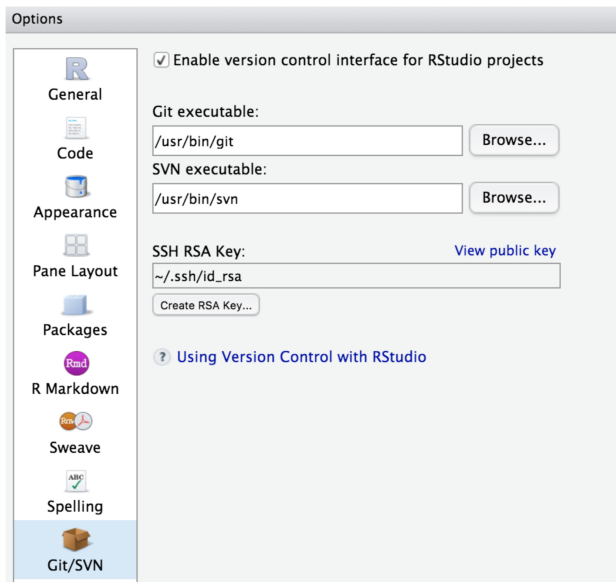 Options
General
Code
Appearance
Pane Layout
Packages
Rmd
R Markdown
Rnw
Sweave
ABC
Spelling
Git/SVN
Enable version control interface for RStudio projects
Git executable:
/usr/bin/git
Browse...
SVN executable:
/usr/bin/svn
Browse...
SSH RSA Key:
View public key
~/.ssh/id_rsa
Create RSA Key...
? Using Version Control with RStudio